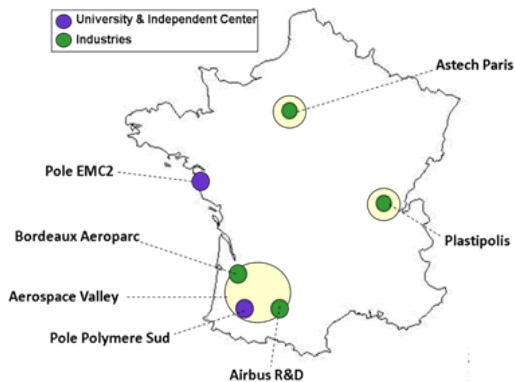 University & Independent Center
Industries
Astech Paris
Pole EMC2
Plastipolis
Bordeaux Aeroparc
Aerospace Valley
Pole Polymere Sud
Airbus R&D